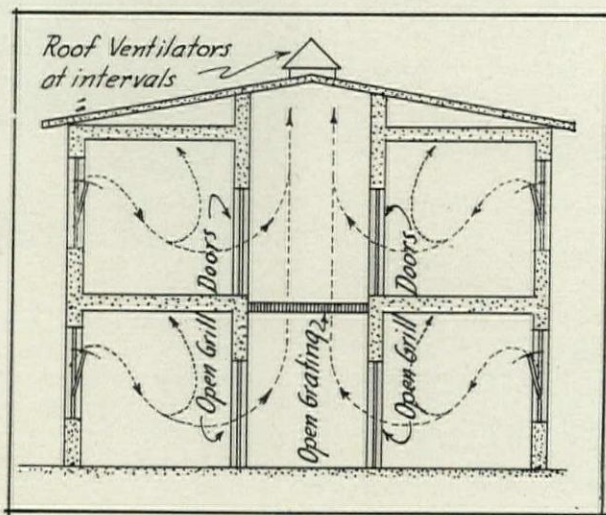 Roof Ventilators
at intervals
Open Grill Doors
Open Grating
Open Grill Doors